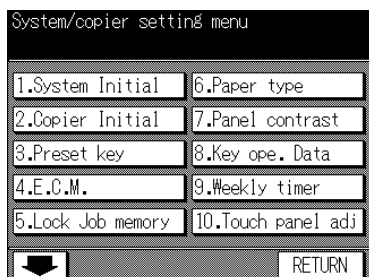 System/copier setting menu
1.System Initial
2.Copier Initial
3.Preset key
4.E.C.M.
5.Lock Job memory
6.Paper type
7.Panel contrast
8.Key ope. Data
9.Weekly timer
10.Touch panel adj
RETURN